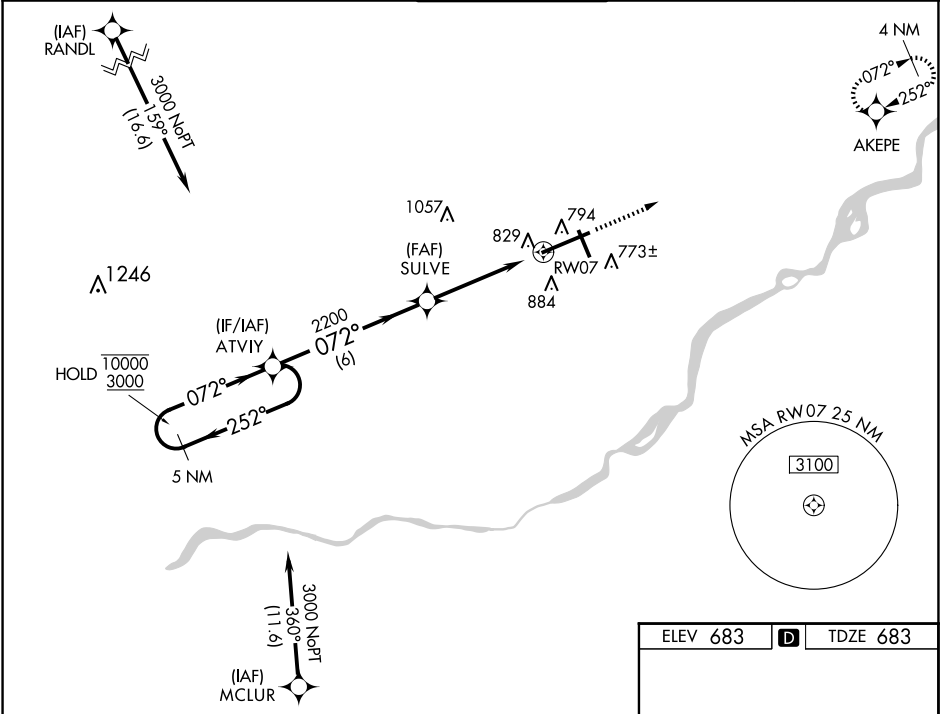 (IAF)
RANDL
3000 NoPT
159°
(16.6)
4 NM
072°
252°
AKEPE
1057
829
794
773±
884
RW07
(FAF)
SULVE
1246
(IF/IAF)
ATVIY
2200
072°
(6)
HOLD
10000
3000
072°
252°
5 NM
MSA RW07 25 NM
3100
3000 NoPT
360°
(11.6)
(IAF)
MCLUR
ELEV 683 D TDZE 683